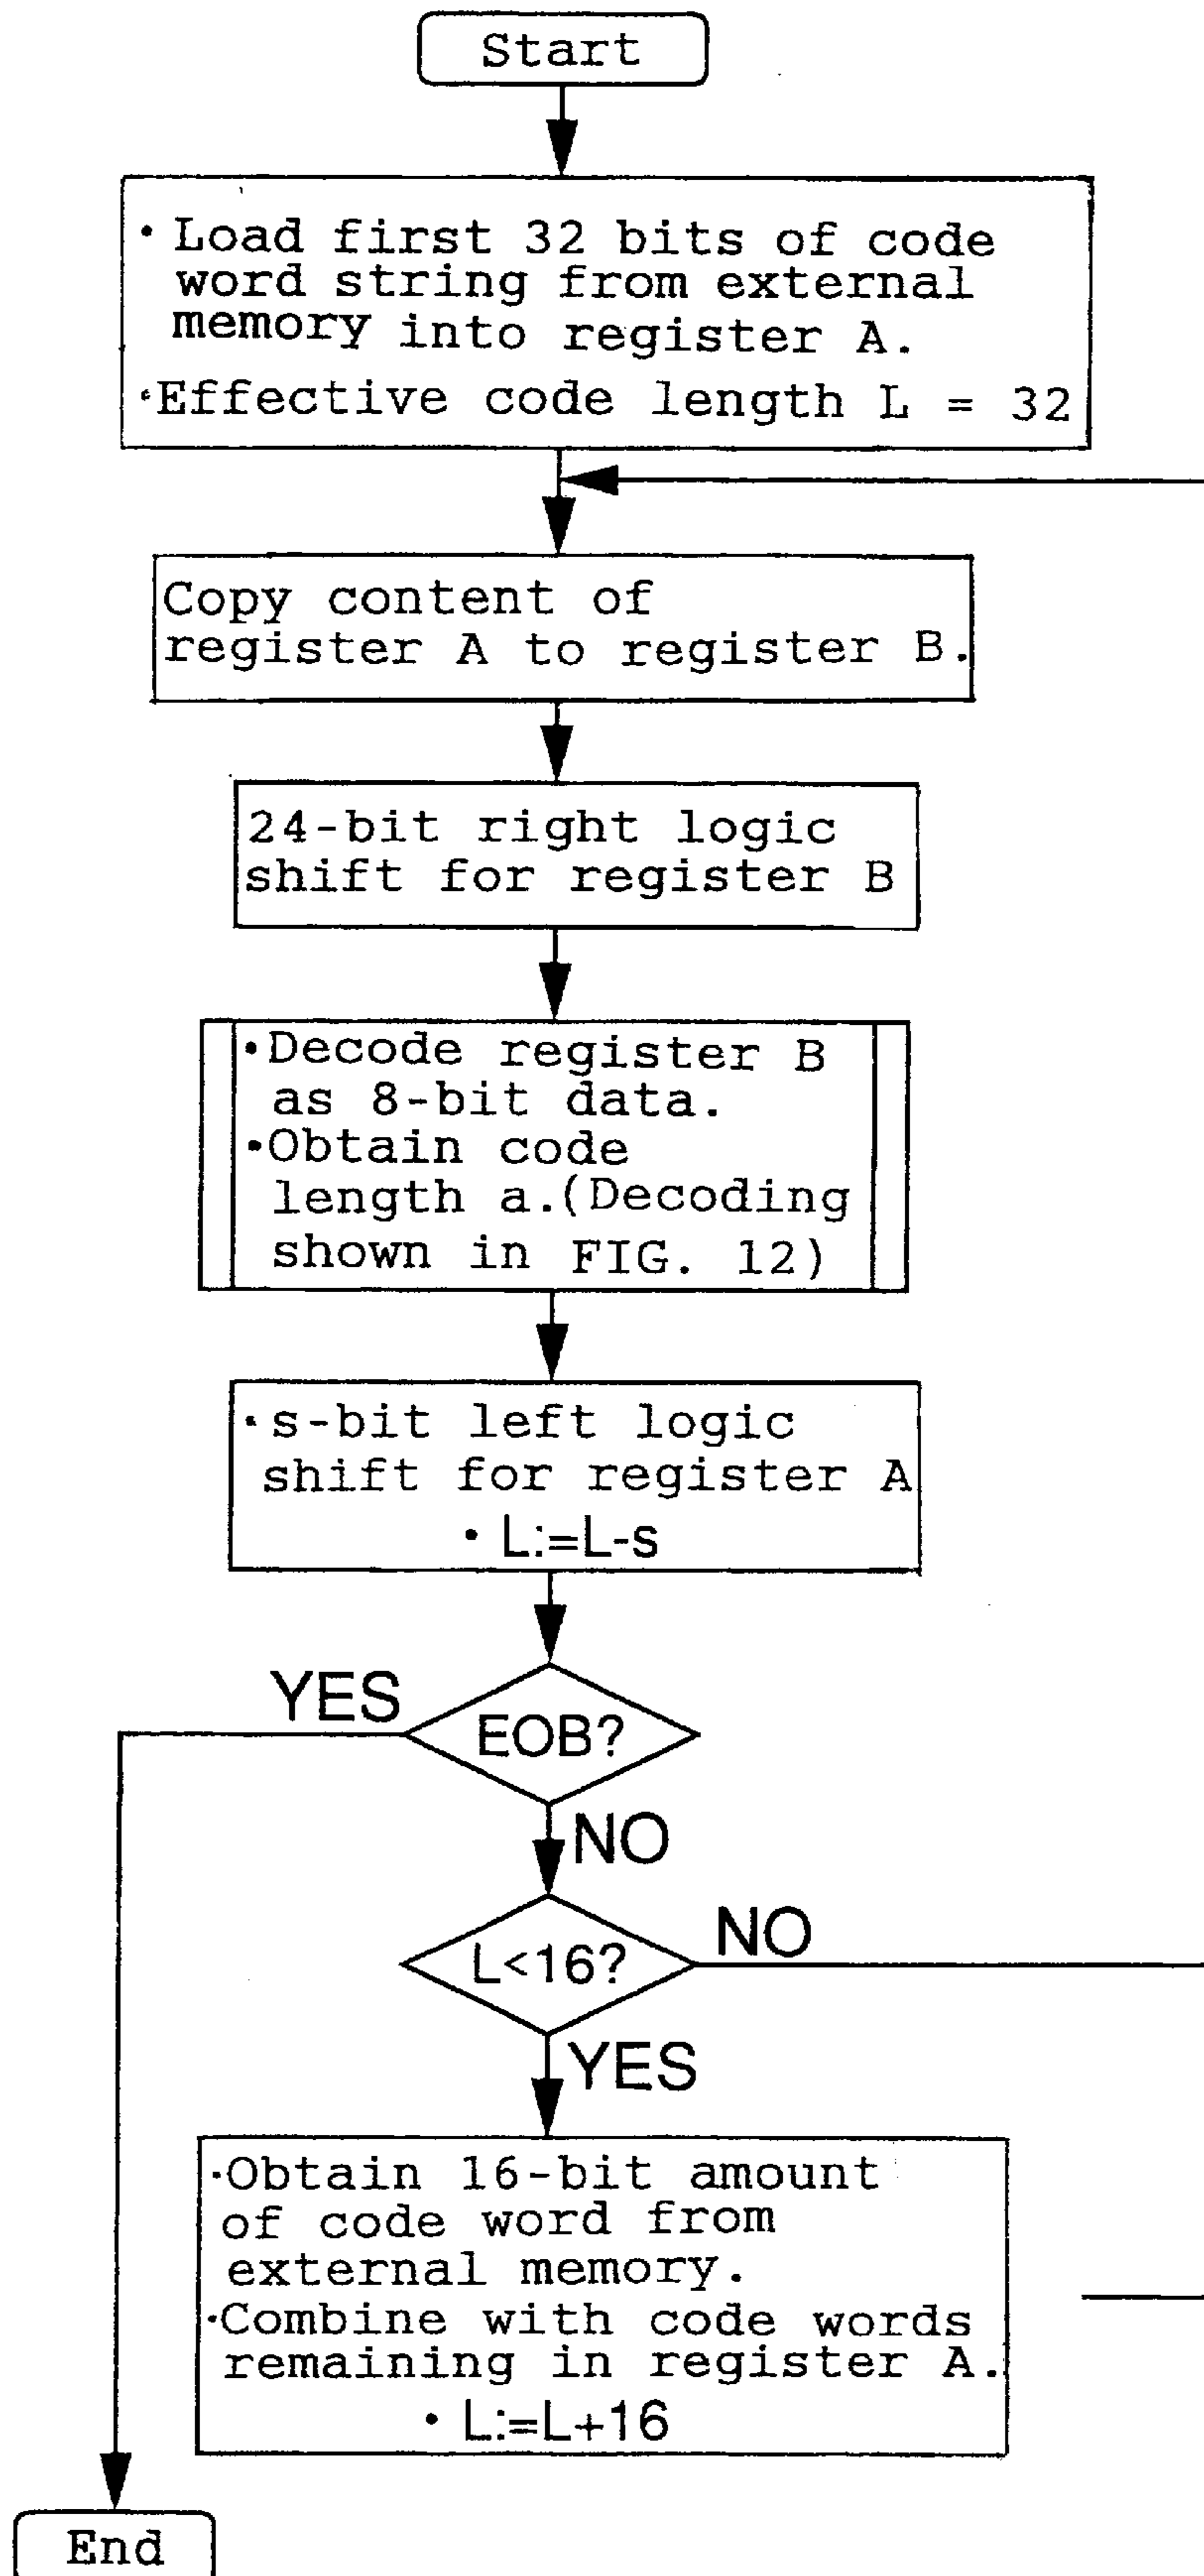 Start
· Load first 32 bits of code
word string from external
memory into register A.
·Effective code length L = 32
Copy content of
register A to register B.
24-bit right logic
shift for register B
·Decode register B
as 8-bit data.
·Obtain code
length a.(Decoding
shown in FIG. 12)
·s-bit left logic
shift for register A
· L:=L-s
YES
EOB?
NO
L<16?
NO
YES
·Obtain 16-bit amount
of code word from
external memory.
·Combine with code words
remaining in register A.
· L:=L+16
End